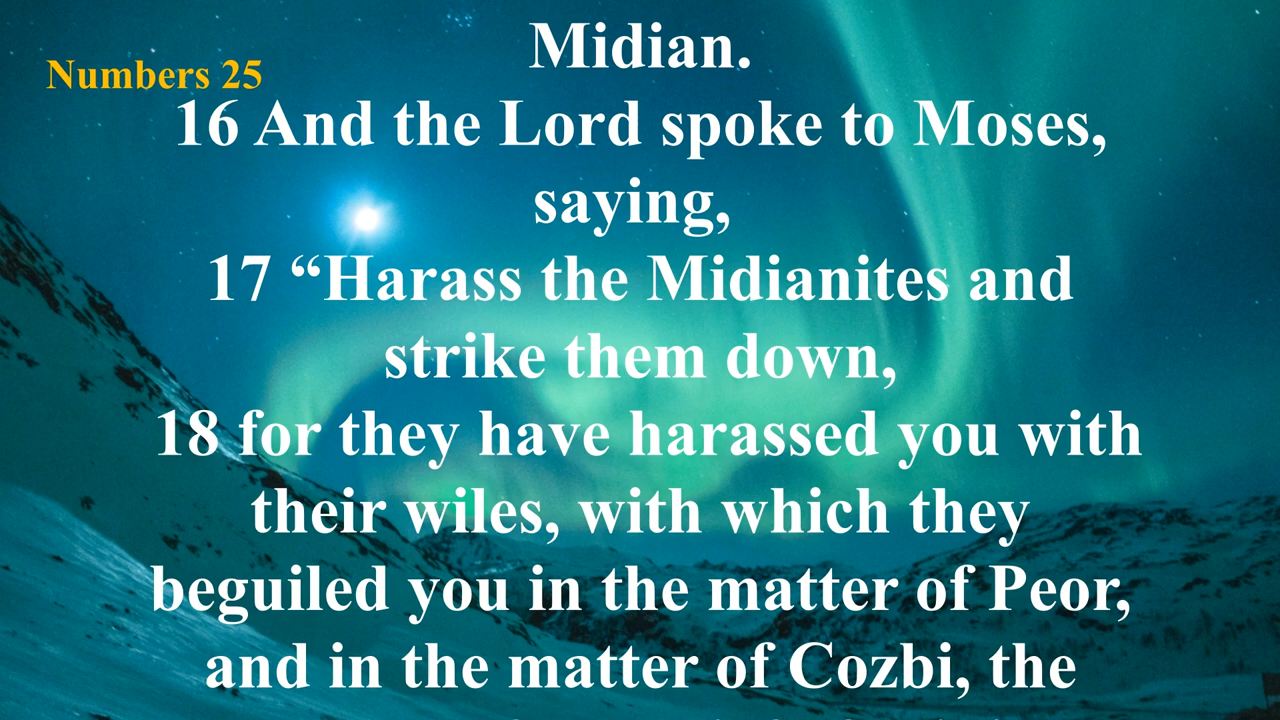 Midian.
Numbers 25
16 And the Lord spoke to Moses,
saying,
17 “Harass the Midianites and
strike them down,
18 for they have harassed you with
their wiles, with which they
beguiled you in the matter of Peor,
and in the matter of Cozbi, the